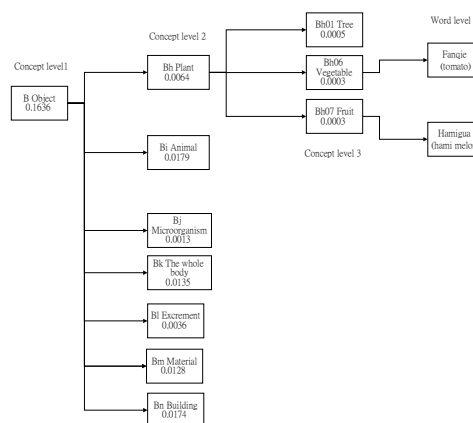 Concept level1
B Object
0.1636
Concept level 2
Bh Plant
0.0064
Bi Animal
0.0179
Bj
Microorganism
0.0013
Bk The whole
body
0.0135
Bl Excrement
0.0036
Bm Material
0.0128
Bn Building
0.0174
Bh01 Tree
0.0005
Bh06
Vegetable
0.0003
Bh07 Fruit
0.0003
Concept level 3
Word level
Fanqie
(tomato)
Hamigua
(hami melo